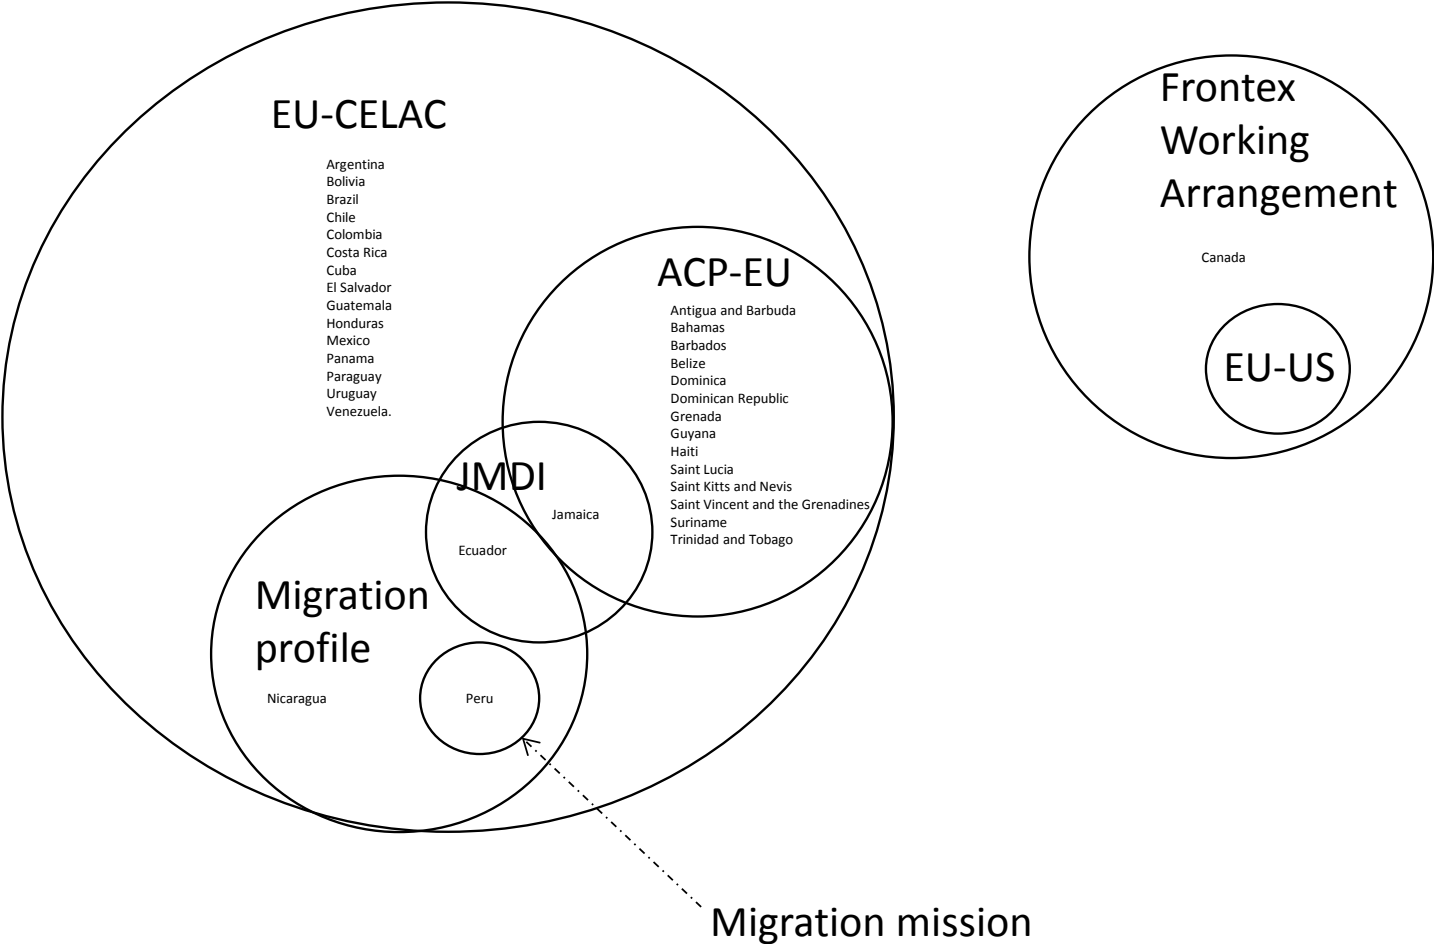 EU-CELAC
Argentina
Bolivia
Brazil
Chile
Colombia
Costa Rica
Cuba
El Salvador
Guatemala
Honduras
Mexico
Panama
Paraguay
Uruguay
Venezuela.
ACP-EU
Antigua and Barbuda
Bahamas
Barbados
Belize
Dominica
Dominican Republic
Grenada
Guyana
Haiti
Saint Lucia
Saint Kitts and Nevis
Saint Vincent and the Grenadines
Suriname
Trinidad and Tobago
JMDI
Jamaica
Ecuador
Migration
profile
Nicaragua
Peru
Migration mission
Frontex
Working
Arrangement
Canada
EU-US